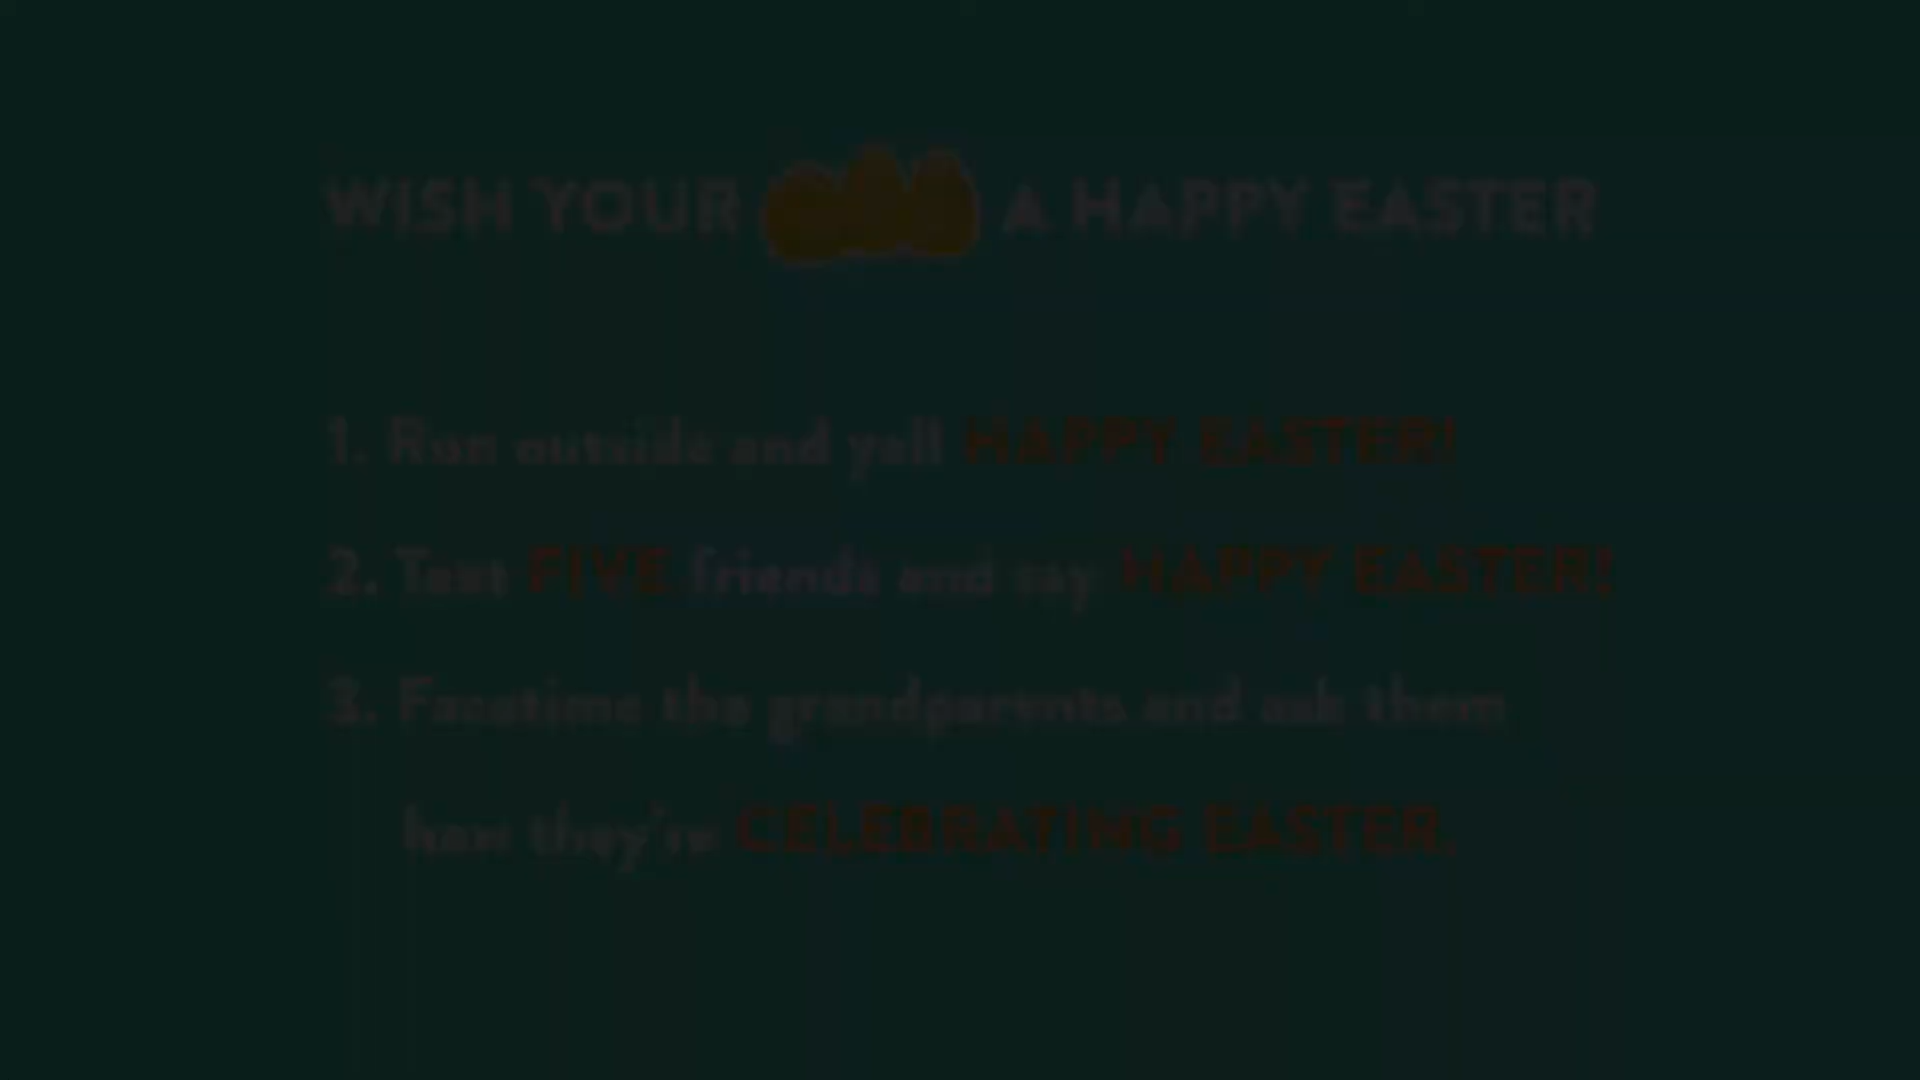 WISH YOUR A HAPPY EASTER
1. Run outside and yell HAPPY EASTER!
2. Text FIVE friends and say HAPPY EASTER!
3. Facetime the grandparents and ask them
how they're CELEBRATING EASTER.